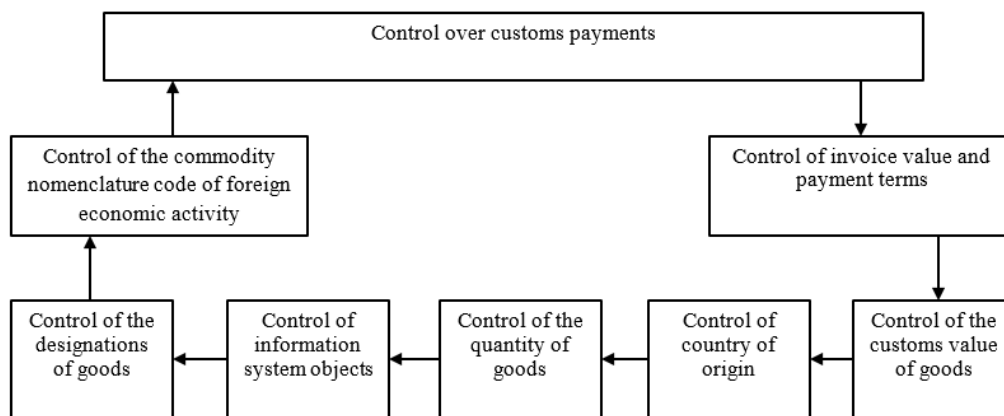 Control over customs payments
Control of the commodity
nomenclature code of foreign
economic activity
Control of invoice value and
payment terms
Control of the
designations
of goods
Control of
information
system objects
Control of the
quantity of
goods
Control of
country of
origin
Control of the
customs value
of goods